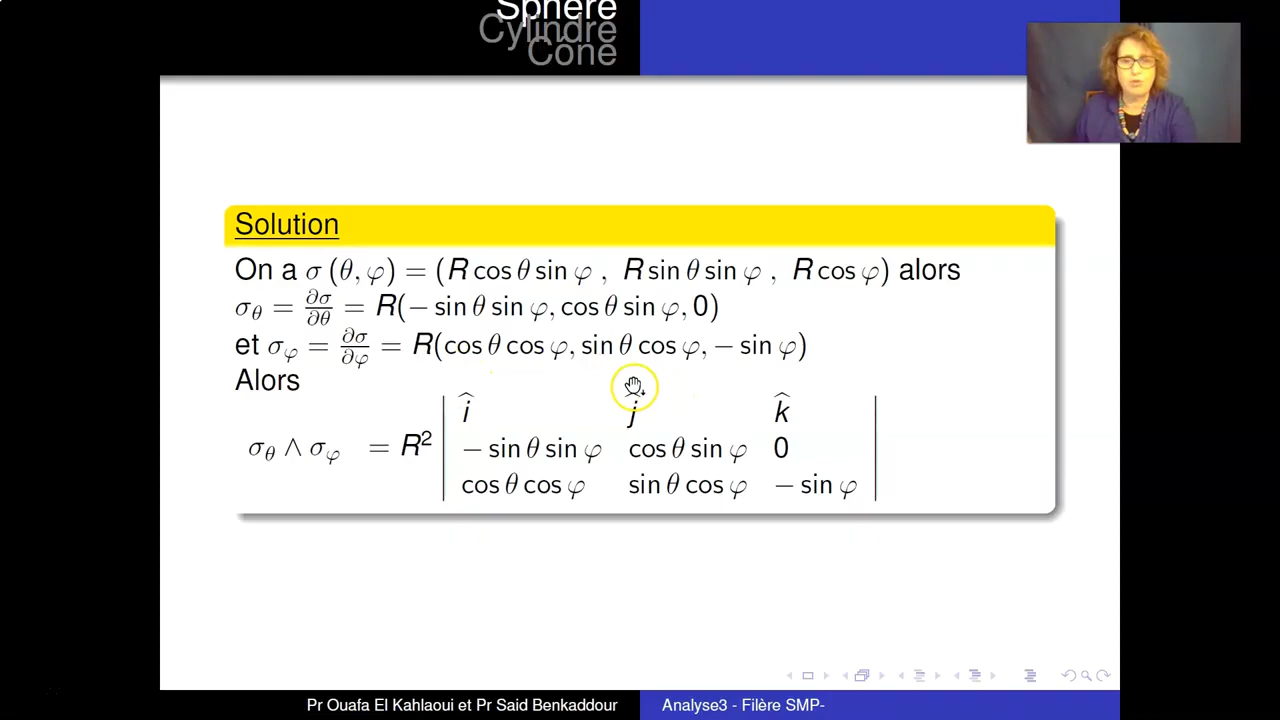 Sphère
Cylindre
Cône
Solution
On a σ (θ, φ) = (R cos θ sin φ , R sin θ sin φ , R cos φ) alors
σ_θ = ∂σ/∂θ = R(− sin θ sin φ, cos θ sin φ, 0)
et σ_φ = ∂σ/∂φ = R(cos θ cos φ, sin θ cos φ, − sin φ)
Alors
σ_θ ∧ σ_φ = R² | î ĵ k̂ |
| − sin θ sin φ cos θ sin φ 0 |
| cos θ cos φ sin θ cos φ − sin φ |
Pr Ouafa El Kahlaoui et Pr Said Benkaddour
Analyse3 - Filère SMP-